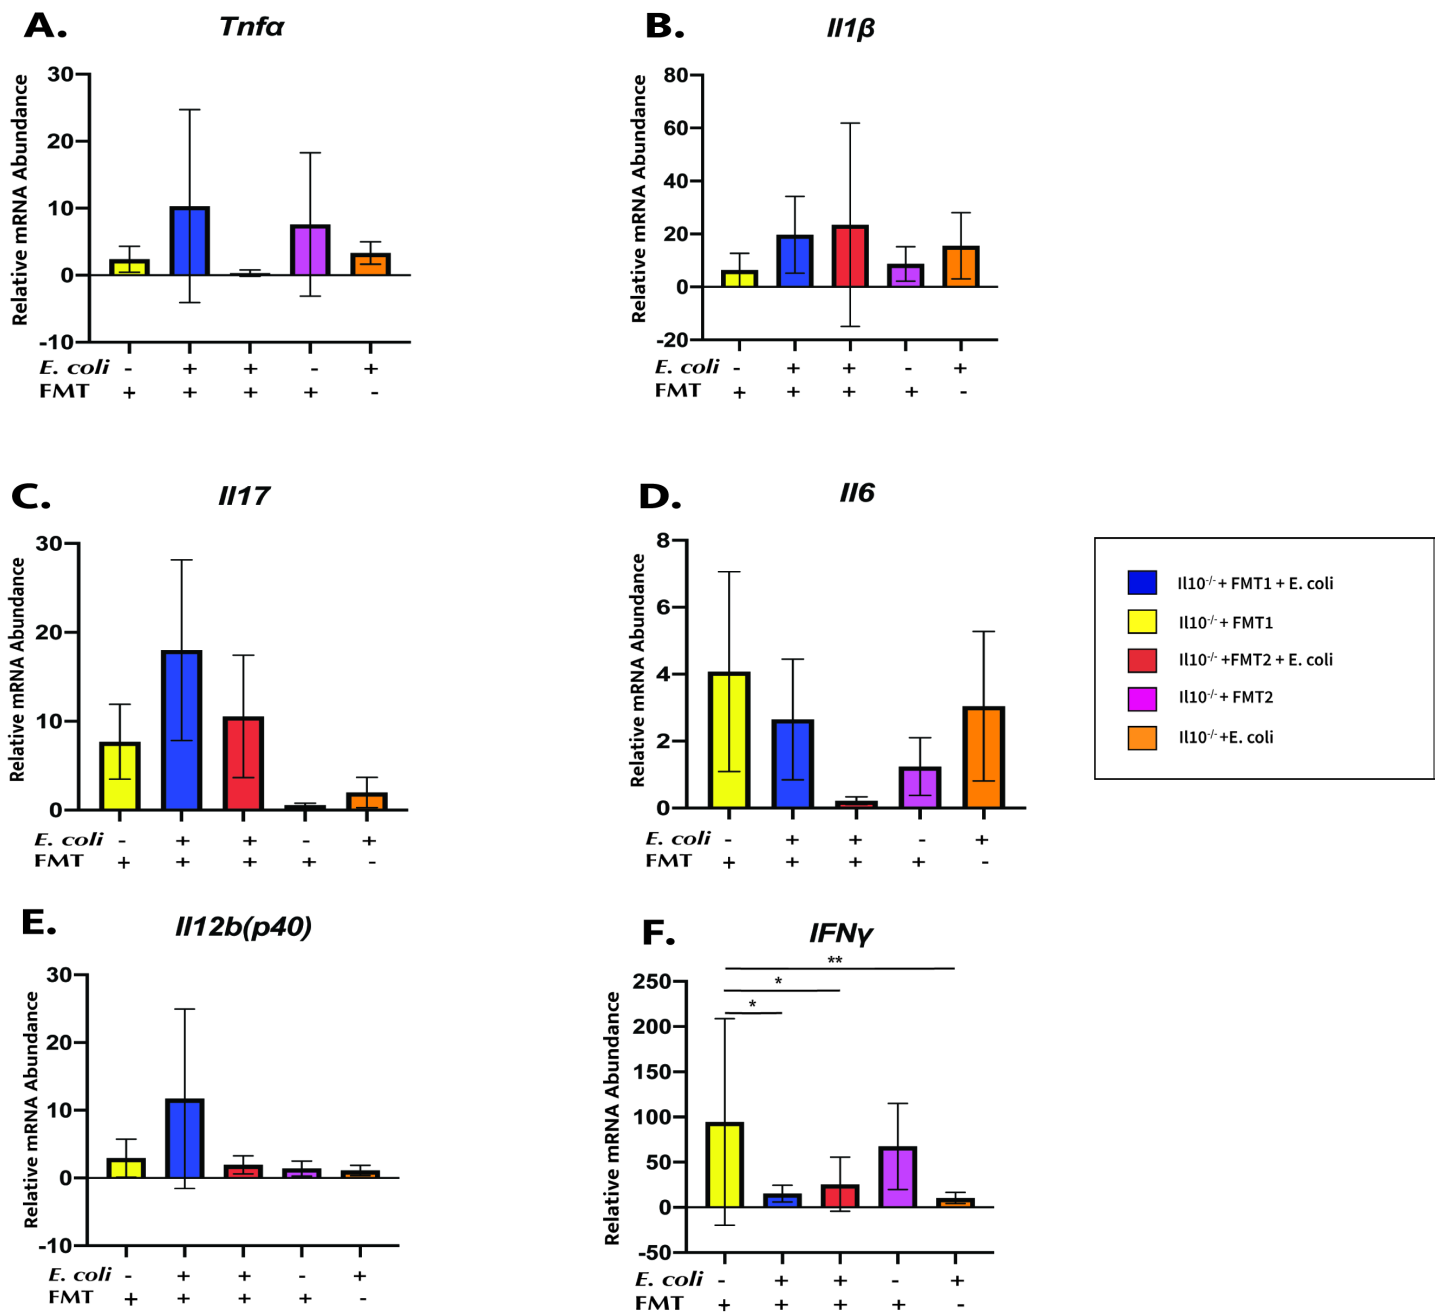 A. Tnfα
Relative mRNA Abundance
30
20
10
0
-10
E. coli - + + - +
FMT + + + + -
B. Il1β
Relative mRNA Abundance
80
60
40
20
0
-20
E. coli - + + - +
FMT + + + + -
C. Il17
Relative mRNA Abundance
30
20
10
0
E. coli - + + - +
FMT + + + + -
D. Il6
Relative mRNA Abundance
8
6
4
2
0
E. coli - + + - +
FMT + + + + -
Il10-/- + FMT1 + E. coli
Il10-/- + FMT1
Il10-/- +FMT2 + E. coli
Il10-/- + FMT2
Il10-/- +E. coli
E. Il12b(p40)
Relative mRNA Abundance
30
20
10
0
-10
E. coli - + + - +
FMT + + + + -
F. IFNγ
**
*
*
Relative mRNA Abundance
250
200
150
100
50
0
-50
E. coli - + + - +
FMT + + + + -